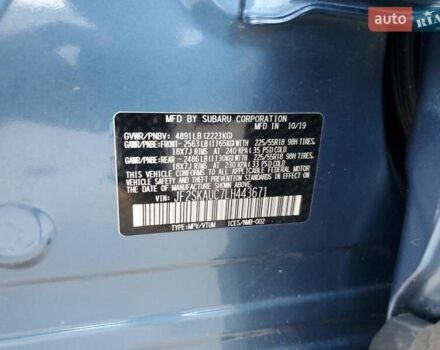 auto RIA
MFD BY SUBARU CORPORATION 10/19
GVWR/PNBV: 4891LB(2223KG)
GAWR/PNBE: FRONT- 2563LB(1165KG)WITH 225/55R18 98H TIRES.
18X7J RIMS AT 240 KPA(35 PSI)COLD
GAWR/PNBE: REAR - 2486LB(1130KG)WITH 225/55R18 98H TIRES.
18X7J RIMS AT 230 KPA(33 PSI)COLD
THIS VEHICLE CONFORMS TO ALL APPLICABLE
FEDERAL MOTOR VEHICLE SAFETY, BUMPER, AND
THEFT PREVENTION STANDARDS IN EFFECT ON THE
DATE OF MANUFACTURE SHOWN ABOVE.
VIN: JF2SKAUC7LH443671
TYPE:MPV/VTUM ICES/NMB-002